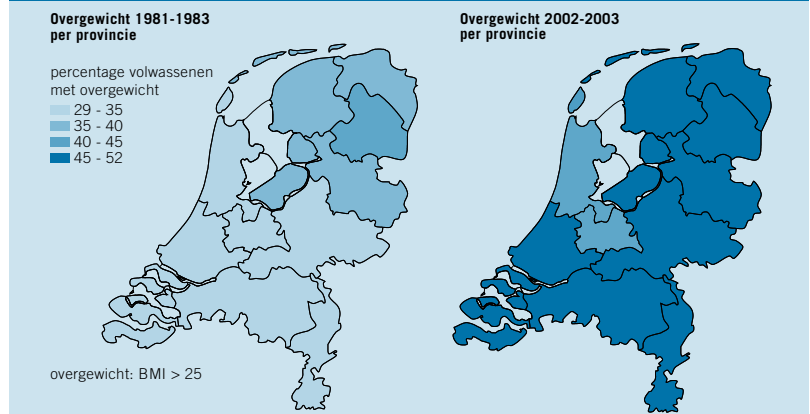 Overgewicht 1981-1983
per provincie
percentage volwassenen
met overgewicht
29 - 35
35 - 40
40 - 45
45 - 52
overgewicht: BMI > 25
Overgewicht 2002-2003
per provincie